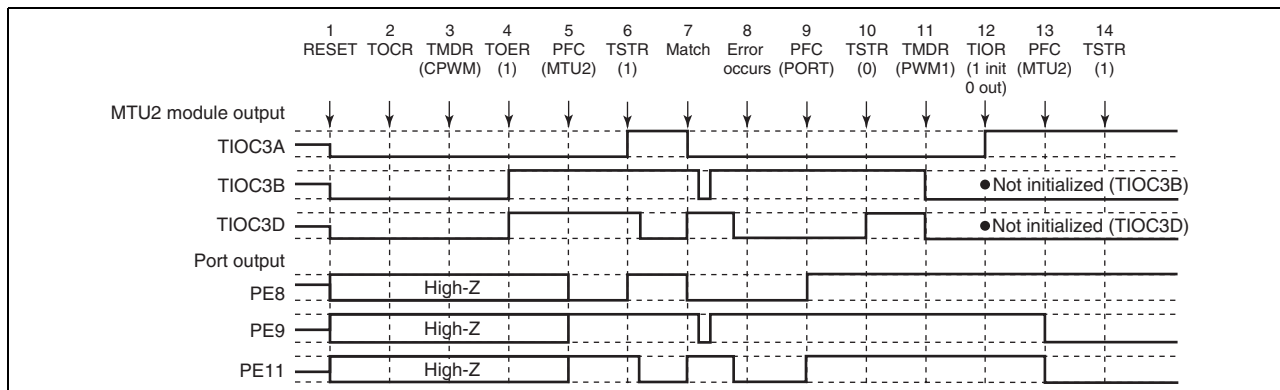 1 2 3 4 5 6 7 8 9 10 11 12 13 14
RESET TOCR TMDR TOER PFC TSTR Match Error PFC TSTR TMDR TIOR PFC TSTR
(CPWM) (1) (MTU2) (1) occurs (PORT) (0) (PWM1) (1 init (MTU2) (1)
0 out)
MTU2 module output
TIOC3A
TIOC3B
Not initialized (TIOC3B)
TIOC3D
Not initialized (TIOC3D)
Port output
PE8
High-Z
PE9
High-Z
PE11
High-Z